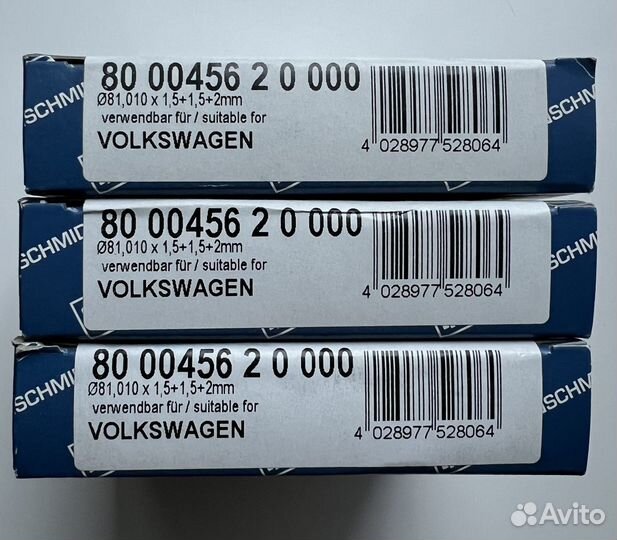 SCHMID
80 00456 2 0 000
Ø81,010 x 1,5+1,5+2mm
verwendbar für / suitable for
VOLKSWAGEN
4 028977 528064
SCHMID
80 00456 2 0 000
Ø81,010 x 1,5+1,5+2mm
verwendbar für / suitable for
VOLKSWAGEN
4 028977 528064
SCHMID
80 00456 2 0 000
Ø81,010 x 1,5+1,5+2mm
verwendbar für / suitable for
VOLKSWAGEN
4 028977 528064
Avito